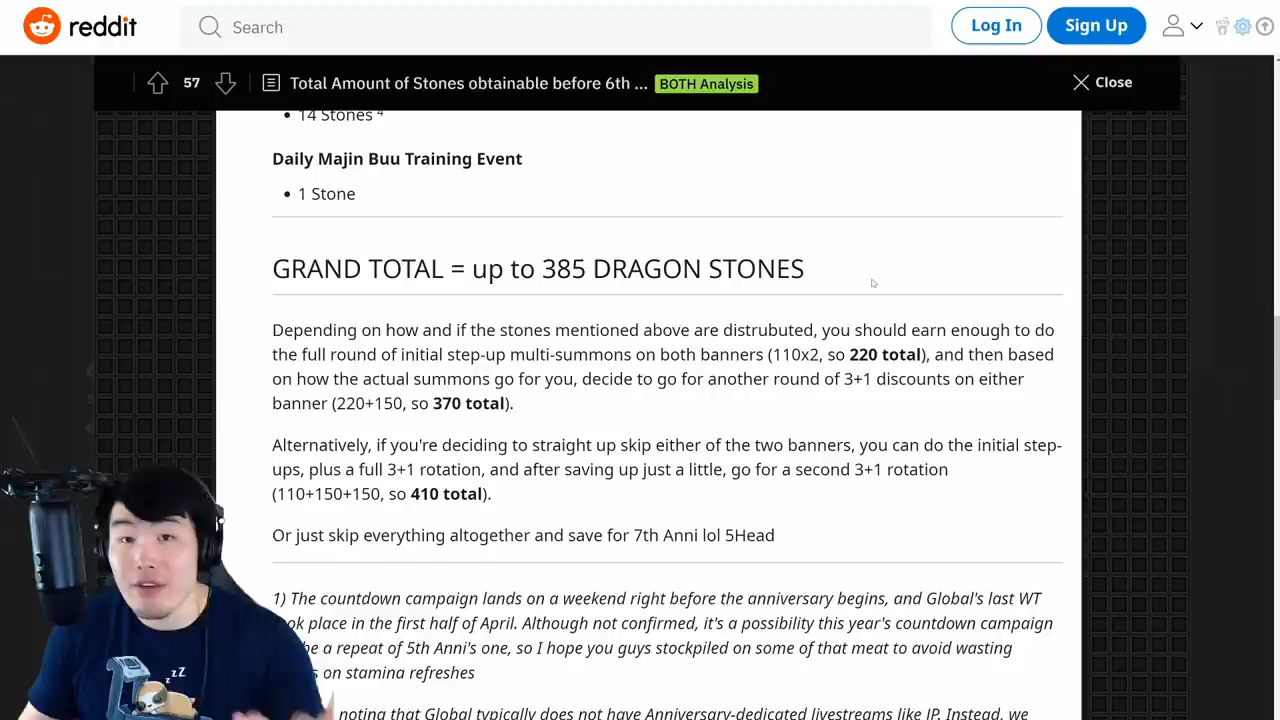 reddit
Search
Log In
Sign Up
57
Total Amount of Stones obtainable before 6th ...
BOTH Analysis
Close
• 14 Stones ⁴
Daily Majin Buu Training Event
• 1 Stone
GRAND TOTAL = up to 385 DRAGON STONES
Depending on how and if the stones mentioned above are distrubuted, you should earn enough to do
the full round of initial step-up multi-summons on both banners (110x2, so 220 total), and then based
on how the actual summons go for you, decide to go for another round of 3+1 discounts on either
banner (220+150, so 370 total).
Alternatively, if you're deciding to straight up skip either of the two banners, you can do the initial step-
ups, plus a full 3+1 rotation, and after saving up just a little, go for a second 3+1 rotation
(110+150+150, so 410 total).
Or just skip everything altogether and save for 7th Anni lol 5Head
1) The countdown campaign lands on a weekend right before the anniversary begins, and Global's last WT
place in the first half of April. Although not confirmed, it's a possibility this year's countdown campaign
be a repeat of 5th Anni's one, so I hope you guys stockpiled on some of that meat to avoid wasting
on stamina refreshes
noting typically does not have Anniversary-dedicated livestreams like JP. Instead, we
z z Z